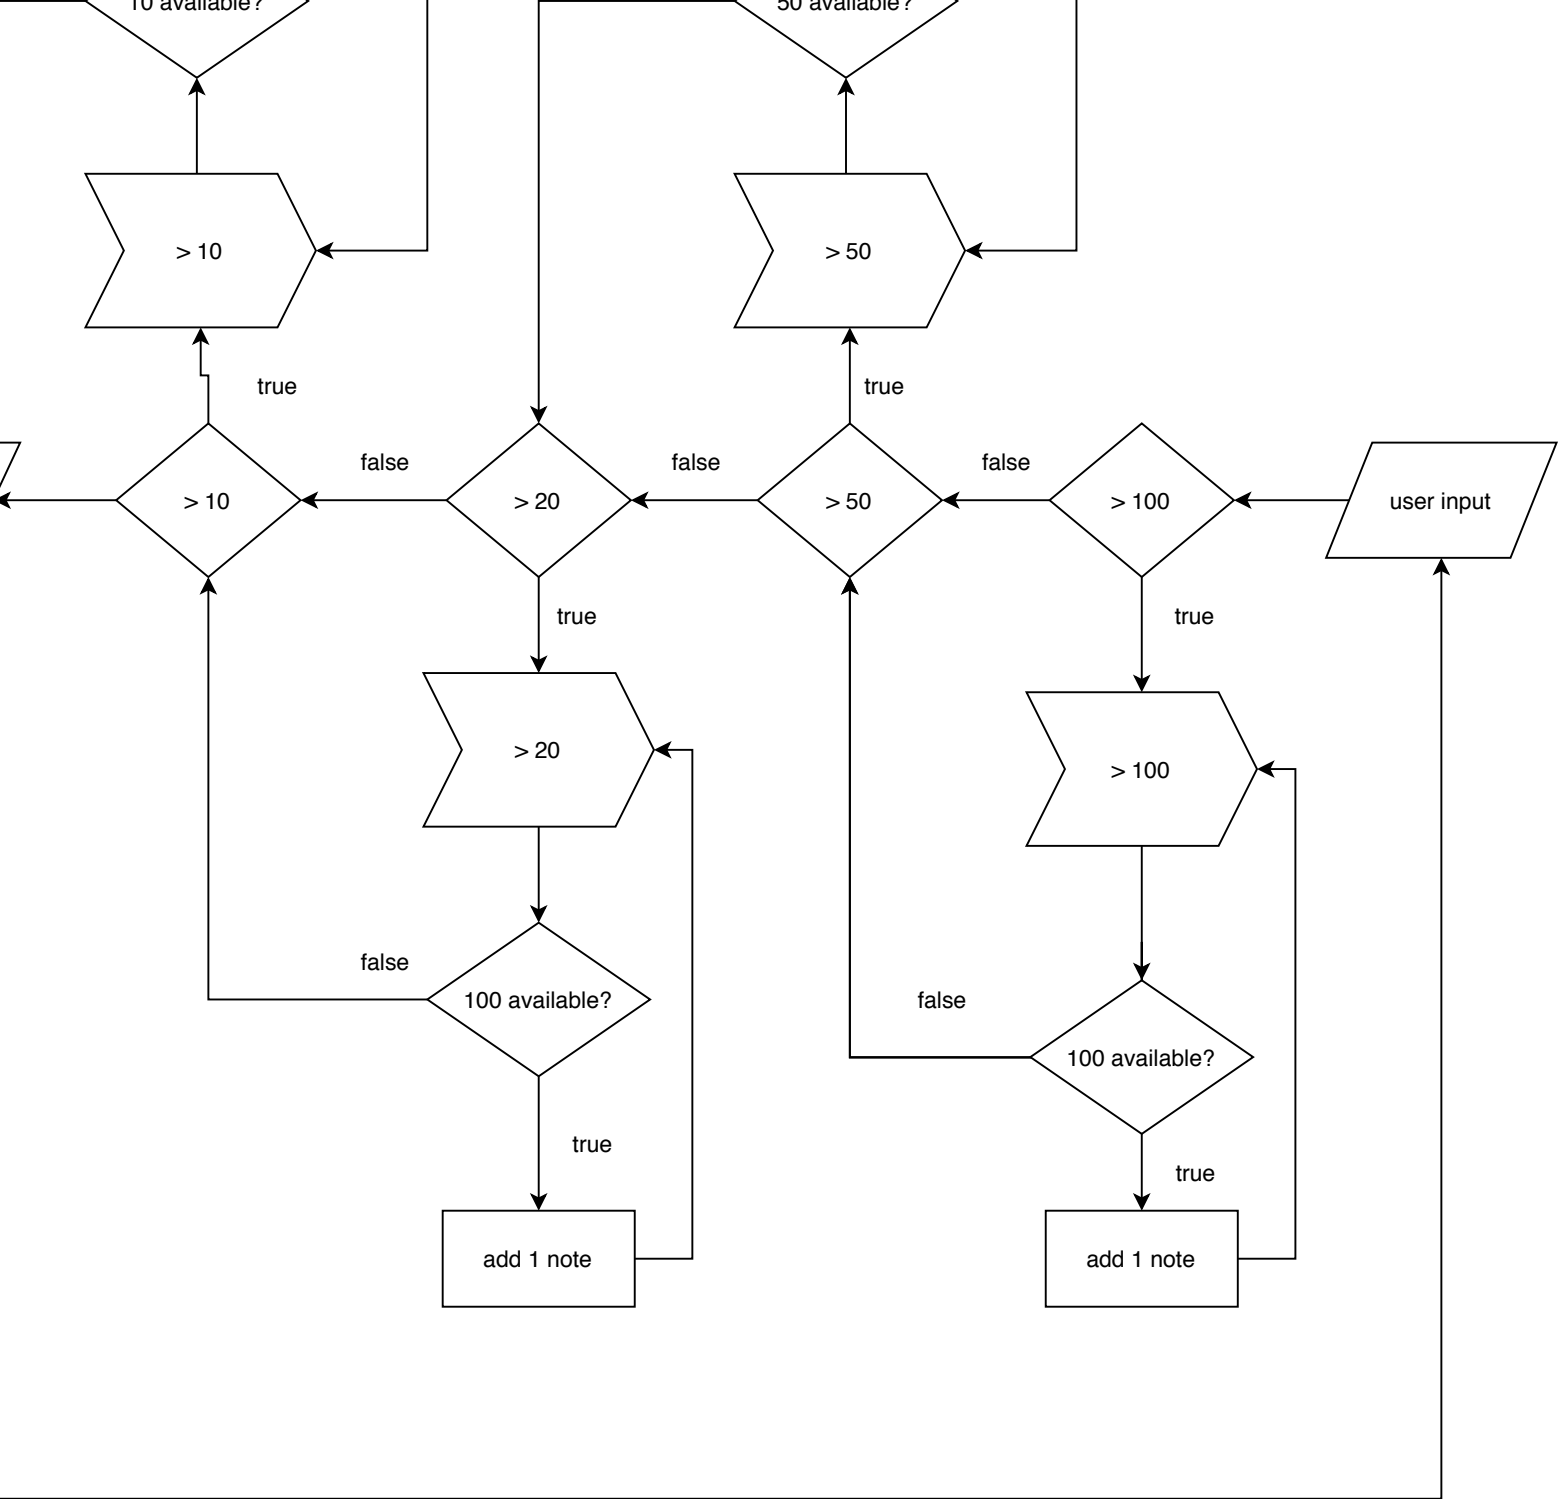 10 available?
50 available?
> 10
> 50
true
true
false
false
false
> 10
> 20
> 50
> 100
user input
true
true
> 20
> 100
false
100 available?
false
100 available?
true
true
add 1 note
add 1 note